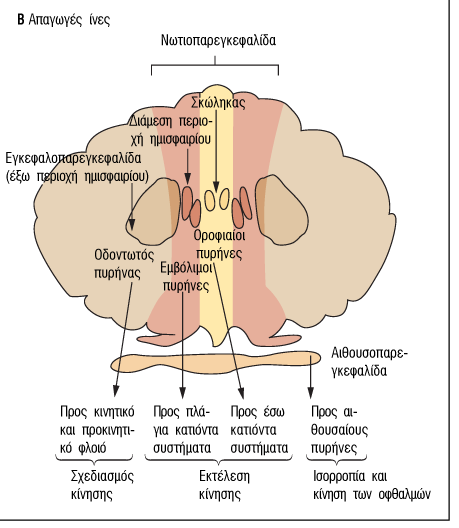 Β Απαγωγές ίνες
Νωτιοπαρεγκεφαλίδα
Σκώληκας
Διάμεση περιο-
χή ημισφαιρίου
Εγκεφαλοπαρεγκεφαλίδα
(έξω περιοχή ημισφαιρίου)
Οροφιαίοι
πυρήνες
Οδοντωτός
πυρήνας
Εμβόλιμοι
πυρήνες
Αιθουσοπαρε-
γκεφαλίδα
Προς κινητικό
και προκινητι-
κό φλοιό
Προς πλά-
για κατιόντα
συστήματα
Προς έσω
κατιόντα
συστήματα
Προς αι-
θουσαίους
πυρήνες
Σχεδιασμός
κίνησης
Εκτέλεση
κίνησης
Ισορροπία και
κίνηση των οφθαλμών